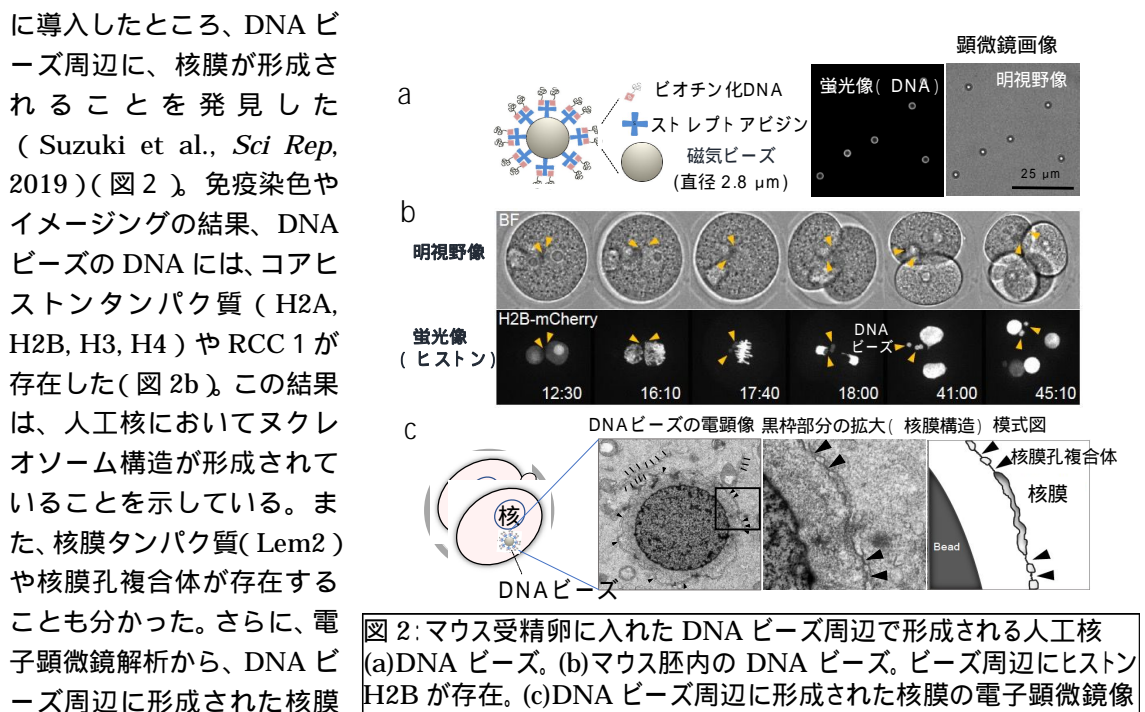 に導入したところ、DNA ビ
ーズ周辺に、核膜が形成さ
れることを発見した
（Suzuki et al., Sci Rep,
2019）（図２）。免疫染色や
イメージングの結果、DNA
ビーズの DNA には、コアヒ
ストンタンパク質（H2A,
H2B, H3, H4）や RCC１が
存在した（図 2b）。この結果
は、人工核においてヌクレ
オソーム構造が形成されて
いることを示している。ま
た、核膜タンパク質（Lem2）
や核膜孔複合体が存在する
ことも分かった。さらに、電
子顕微鏡解析から、DNA ビ
ーズ周辺に形成された核膜
顕微鏡画像
a
ビオチン化DNA
ストレプトアビジン
磁気ビーズ
(直径 2.8 μm)
蛍光像（DNA）
明視野像
25 μm
b
明視野像
BF
蛍光像
（ヒストン）
H2B-mCherry
DNA
ビーズ
12:30
16:10
17:40
18:00
41:00
45:10
c
DNAビーズの電顕像
黒枠部分の拡大（核膜構造）
模式図
核
DNAビーズ
核膜孔複合体
核膜
Bead
図 2：マウス受精卵に入れた DNA ビーズ周辺で形成される人工核
(a)DNA ビーズ。(b)マウス胚内の DNA ビーズ。ビーズ周辺にヒストン
H2B が存在。(c)DNA ビーズ周辺に形成された核膜の電子顕微鏡像